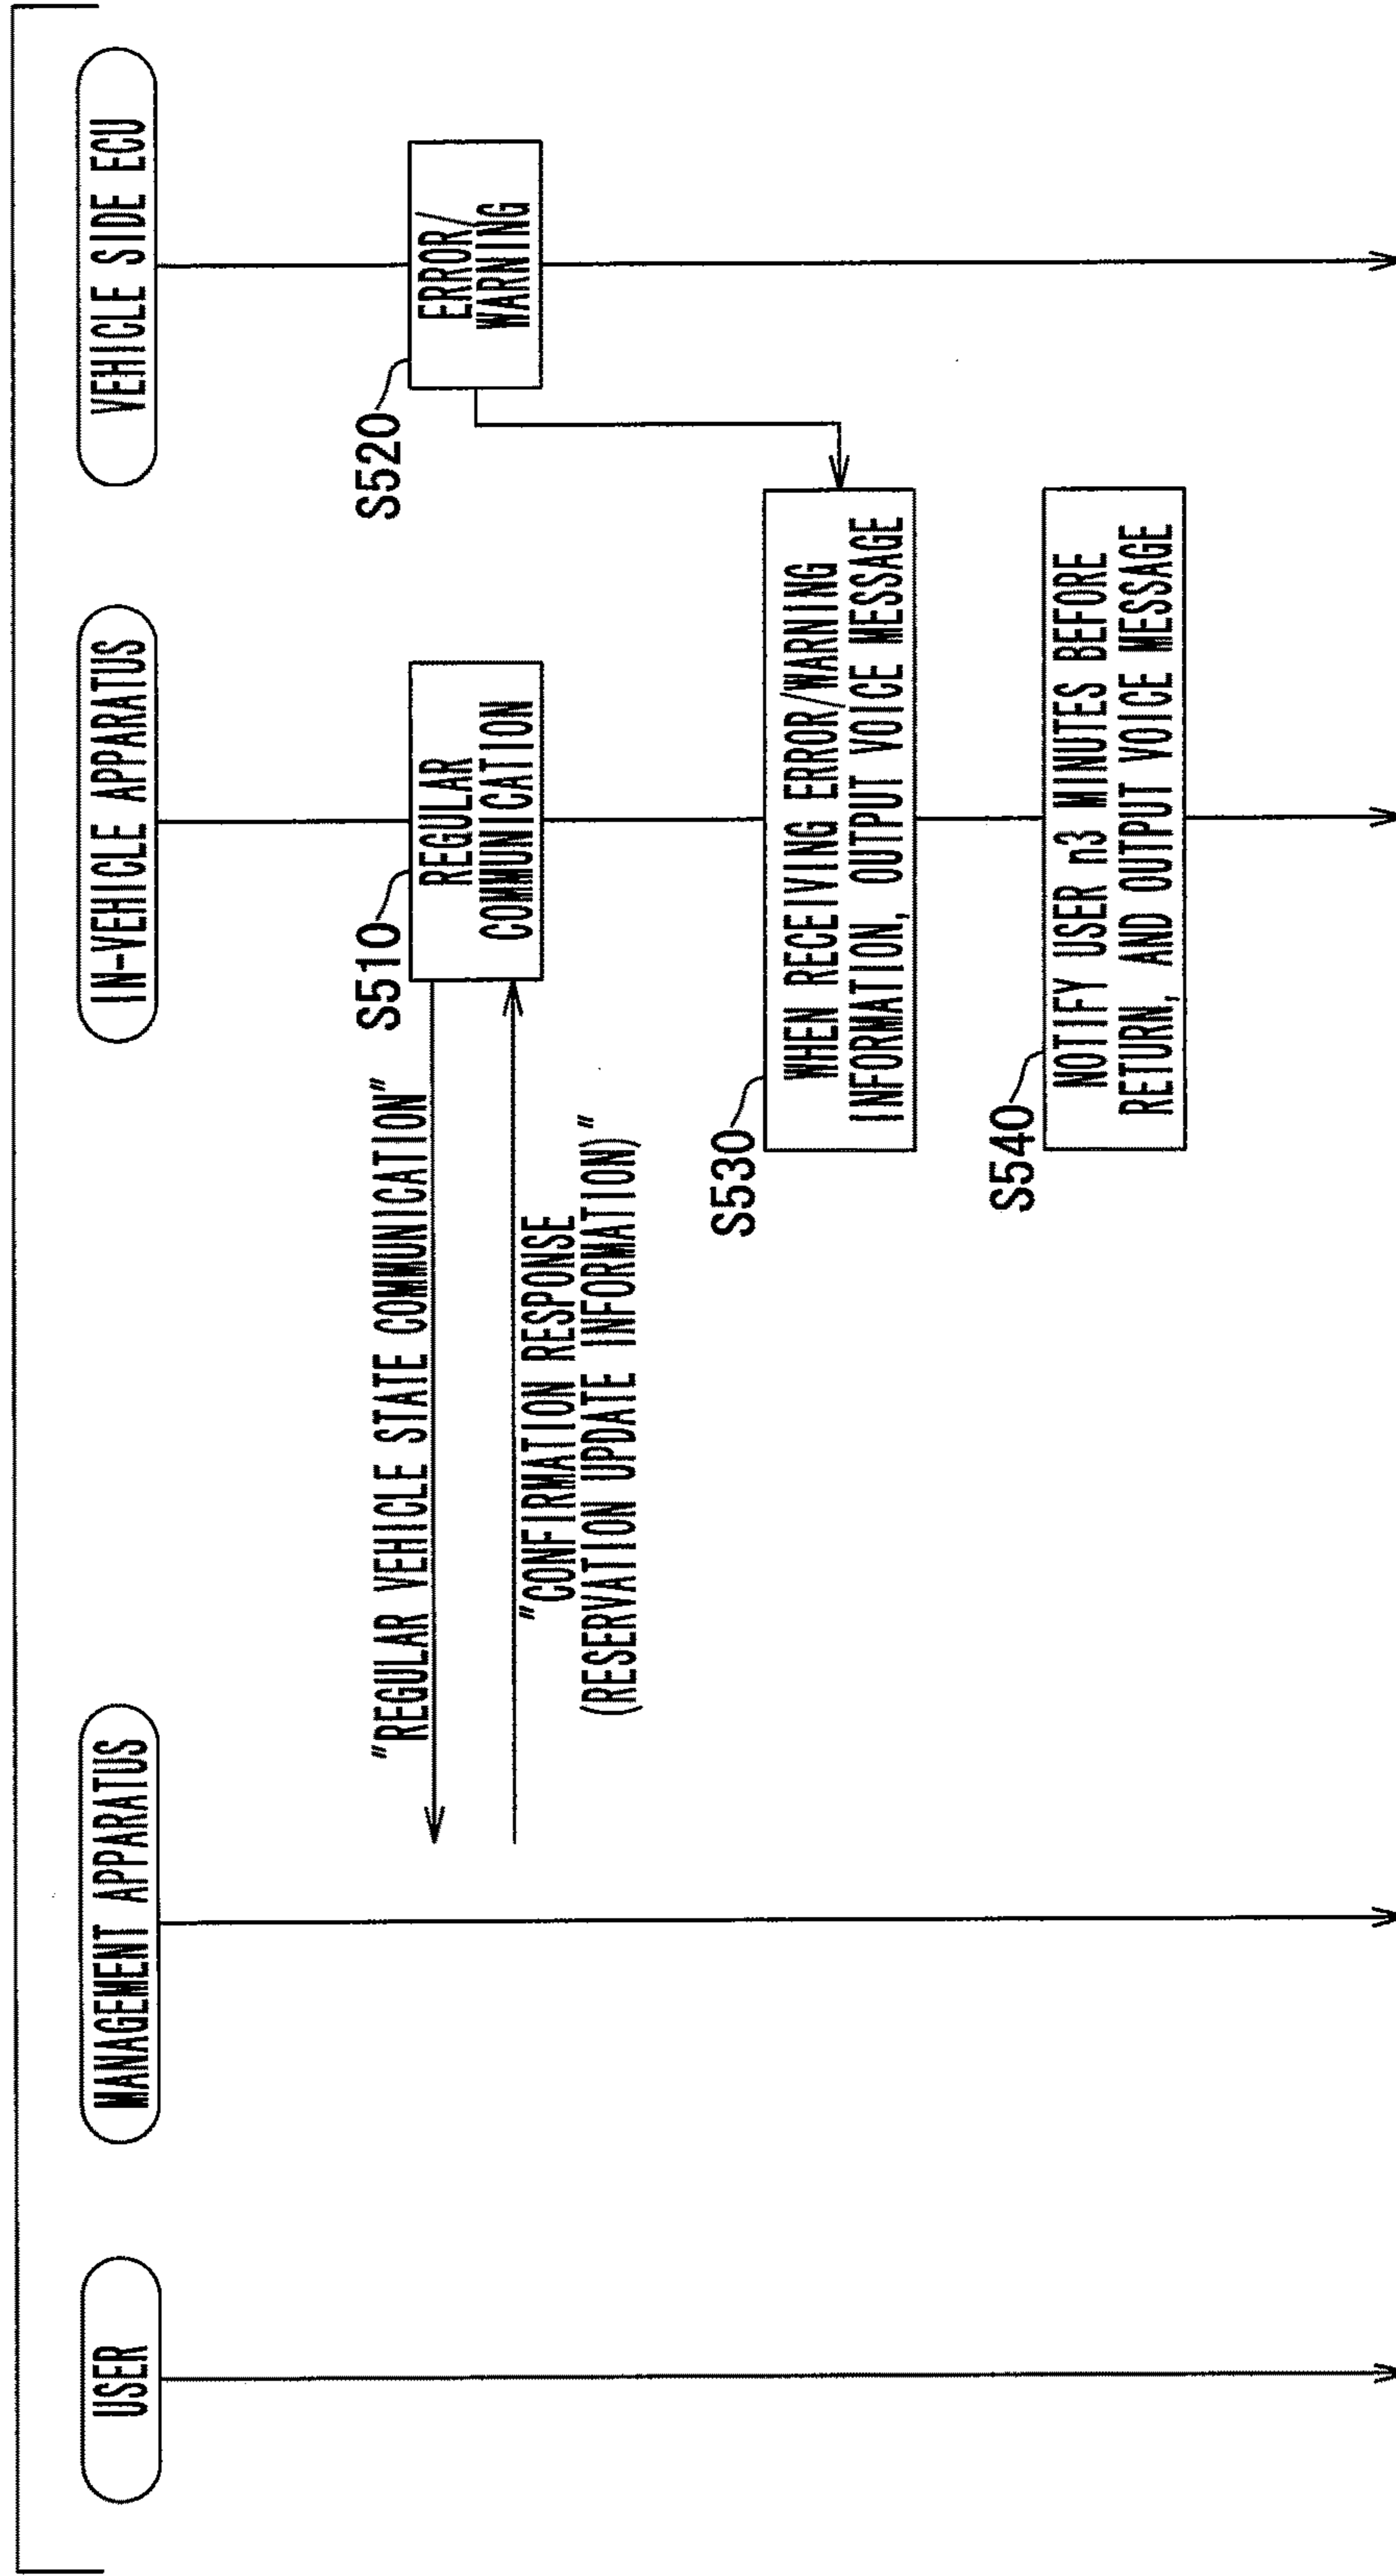 USER
MANAGEMENT APPARATUS
IN-VEHICLE APPARATUS
VEHICLE SIDE ECU
"REGULAR VEHICLE STATE COMMUNICATION"
S510
REGULAR
COMMUNICATION
S520
ERROR/
WARNING
"CONFIRMATION RESPONSE
(RESERVATION UPDATE INFORMATION)"
S530
WHEN RECEIVING ERROR/WARNING
INFORMATION, OUTPUT VOICE MESSAGE
S540
NOTIFY USER n3 MINUTES BEFORE
RETURN, AND OUTPUT VOICE MESSAGE